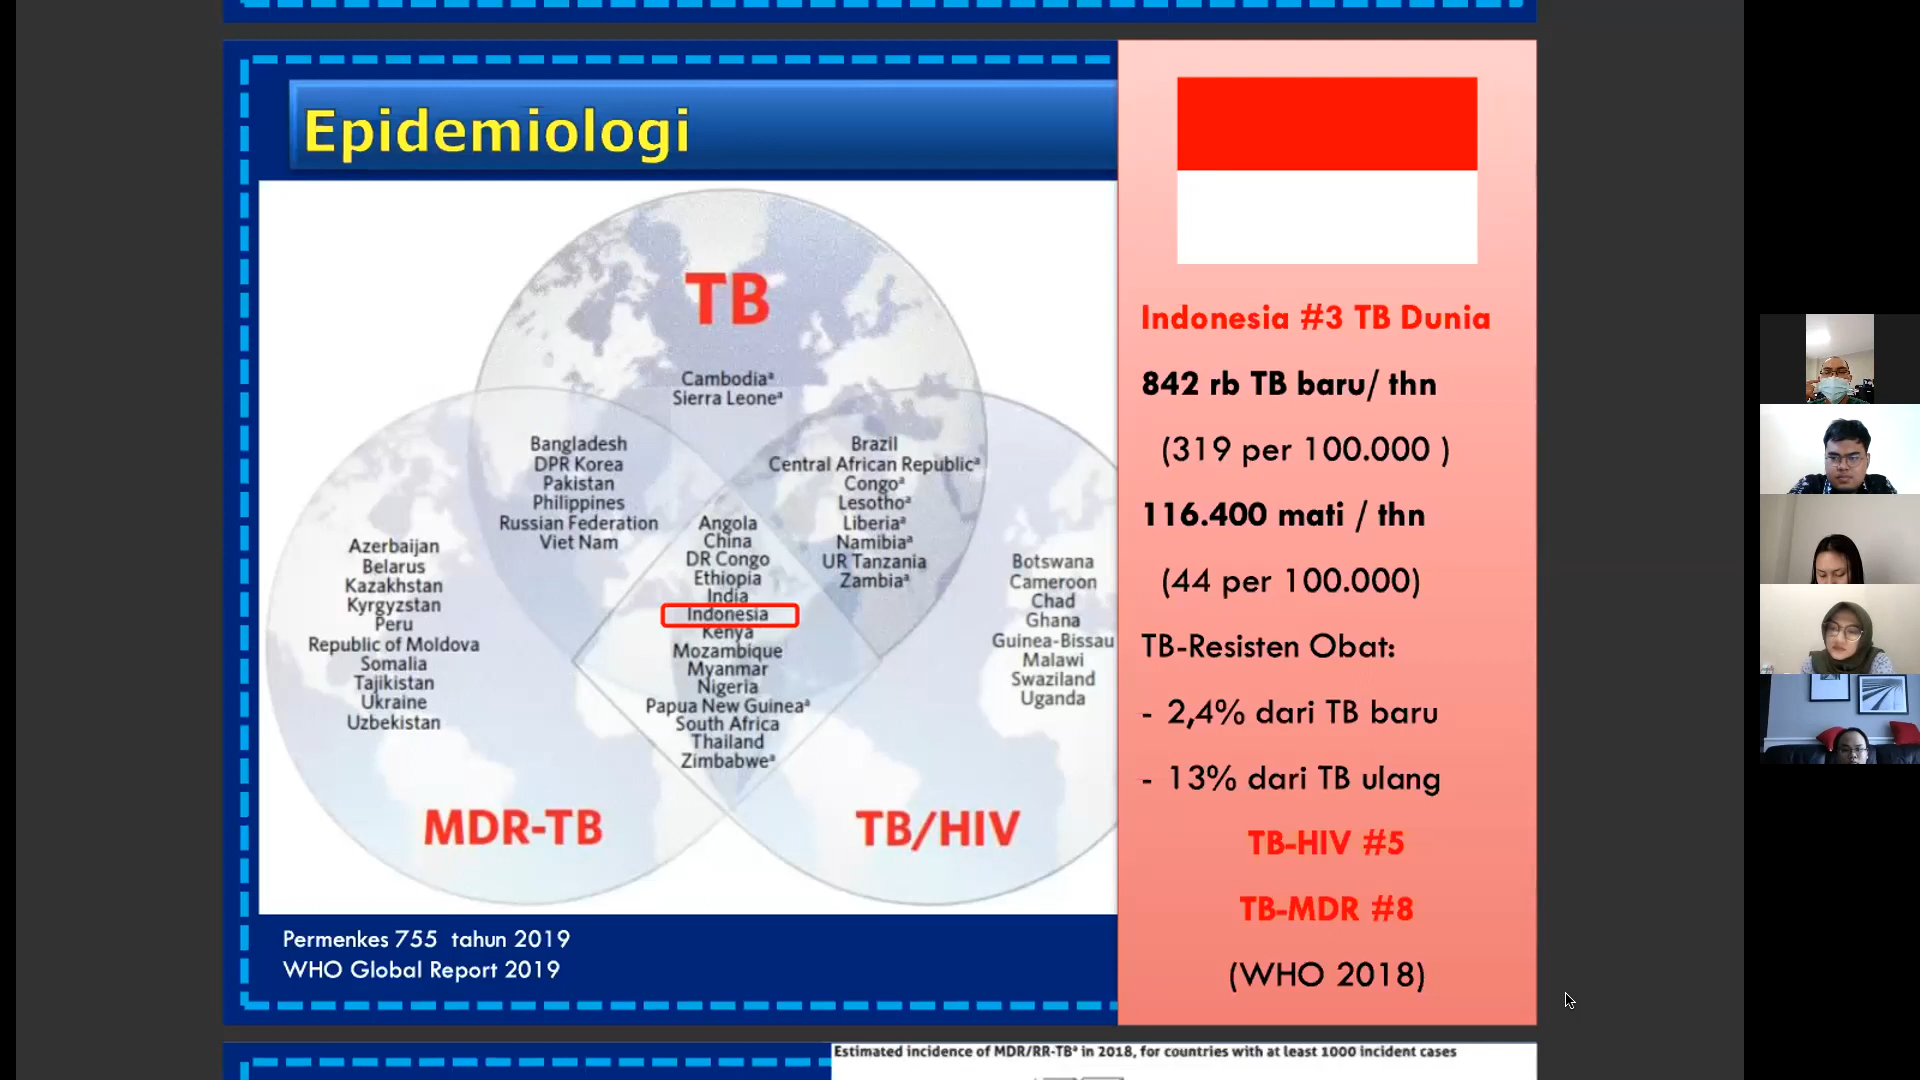 Epidemiologi
TB
Cambodiaª
Sierra Leoneª
Bangladesh
DPR Korea
Pakistan
Philippines
Russian Federation
Viet Nam
Brazil
Central African Republicª
Congoª
Lesothoª
Liberiaª
Namibiaª
UR Tanzania
Zambiaª
Azerbaijan
Belarus
Kazakhstan
Kyrgyzstan
Peru
Republic of Moldova
Somalia
Tajikistan
Ukraine
Uzbekistan
Angola
China
DR Congo
Ethiopia
India
Indonesia
Kenya
Mozambique
Myanmar
Nigeria
Papua New Guineaª
South Africa
Thailand
Zimbabweª
Botswana
Cameroon
Chad
Ghana
Guinea-Bissau
Malawi
Swaziland
Uganda
MDR-TB
TB/HIV
Permenkes 755 tahun 2019
WHO Global Report 2019
Indonesia #3 TB Dunia
842 rb TB baru/ thn
(319 per 100.000 )
116.400 mati / thn
(44 per 100.000)
TB-Resisten Obat:
- 2,4% dari TB baru
- 13% dari TB ulang
TB-HIV #5
TB-MDR #8
(WHO 2018)
Estimated incidence of MDR/RR-TBª in 2018, for countries with at least 1000 incident cases